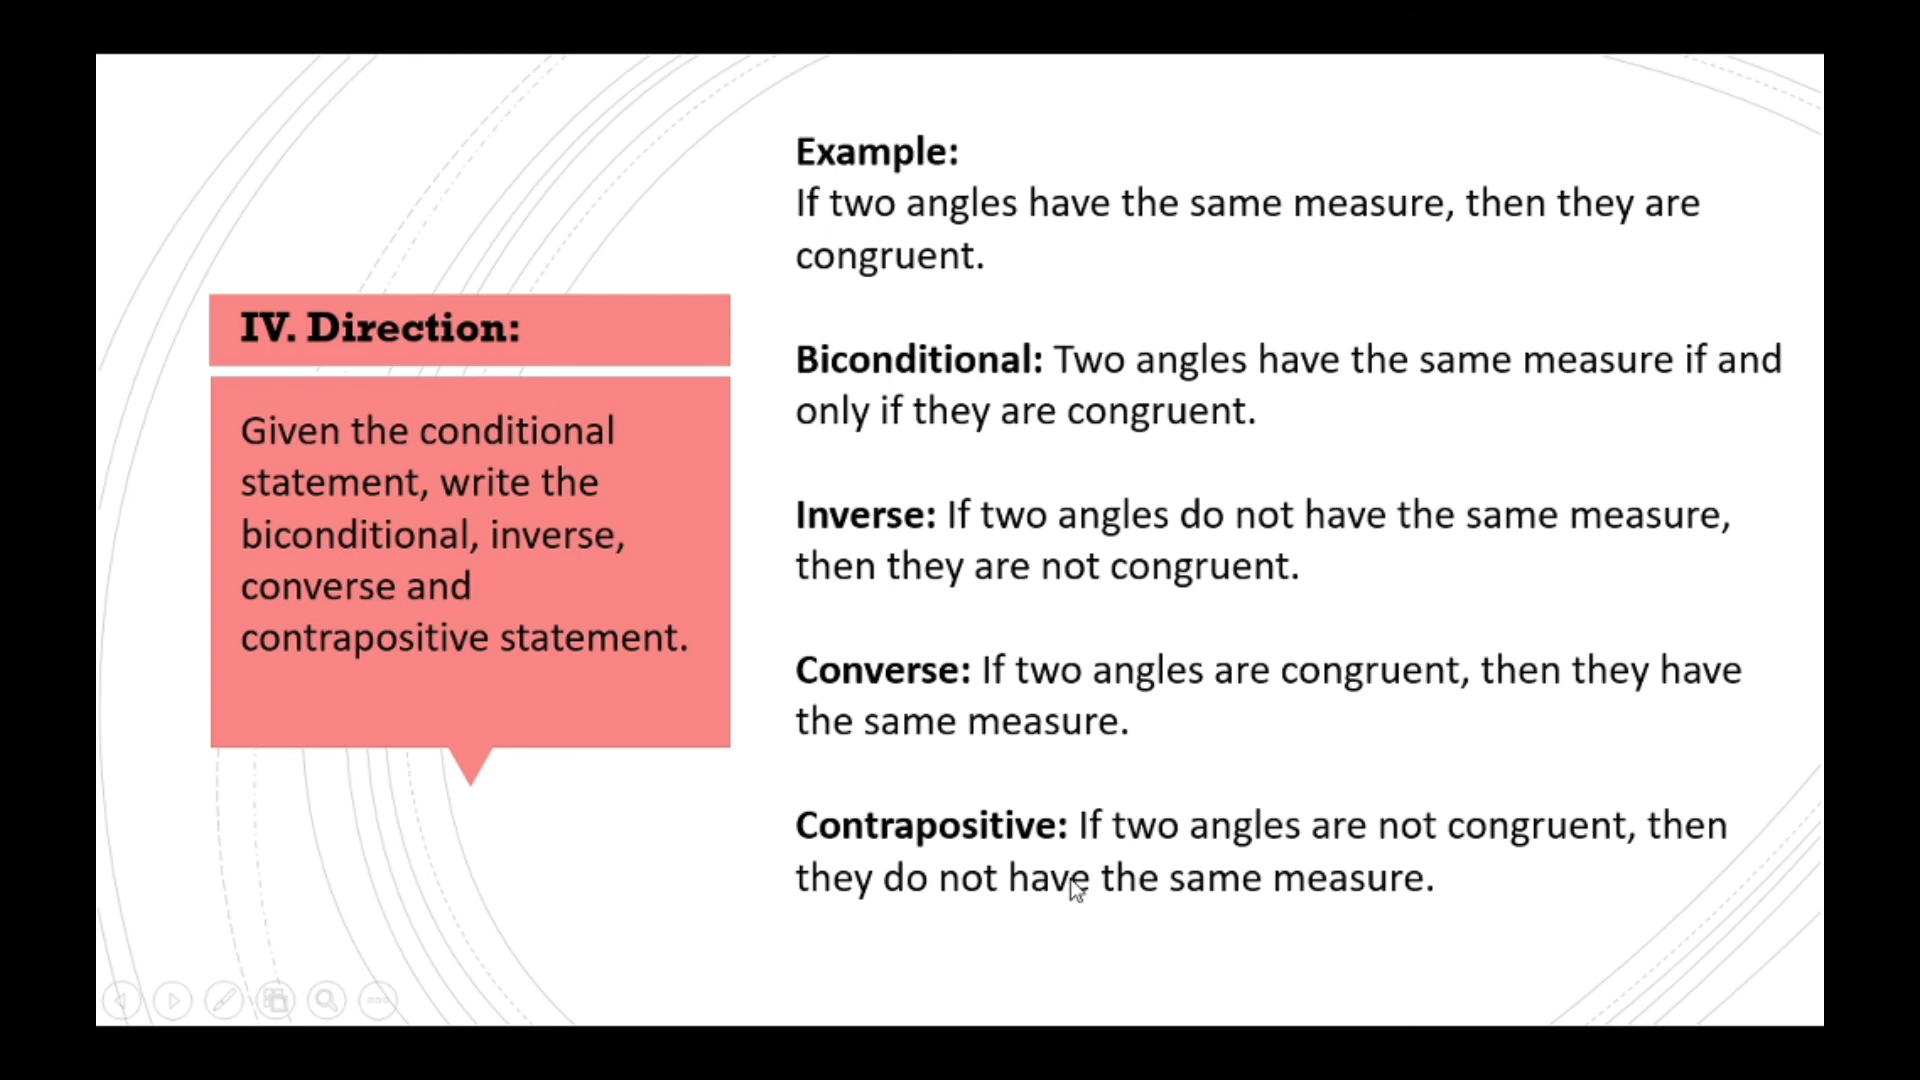 IV. Direction:
Given the conditional
statement, write the
biconditional, inverse,
converse and
contrapositive statement.
Example:
If two angles have the same measure, then they are
congruent.
Biconditional: Two angles have the same measure if and
only if they are congruent.
Inverse: If two angles do not have the same measure,
then they are not congruent.
Converse: If two angles are congruent, then they have
the same measure.
Contrapositive: If two angles are not congruent, then
they do not have the same measure.